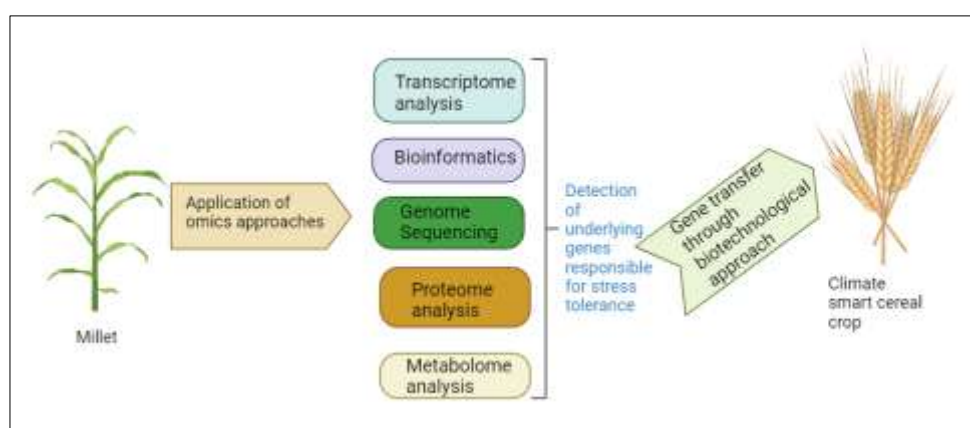 Millet
Application of
omics approaches
Transcriptome
analysis
Bioinformatics
Genome
Sequencing
Proteome
analysis
Metabolome
analysis
Detection
of
underlying
genes
responsible
for stress
tolerance
Gene transfer
through
biotechnological
approach
Climate
smart cereal
crop